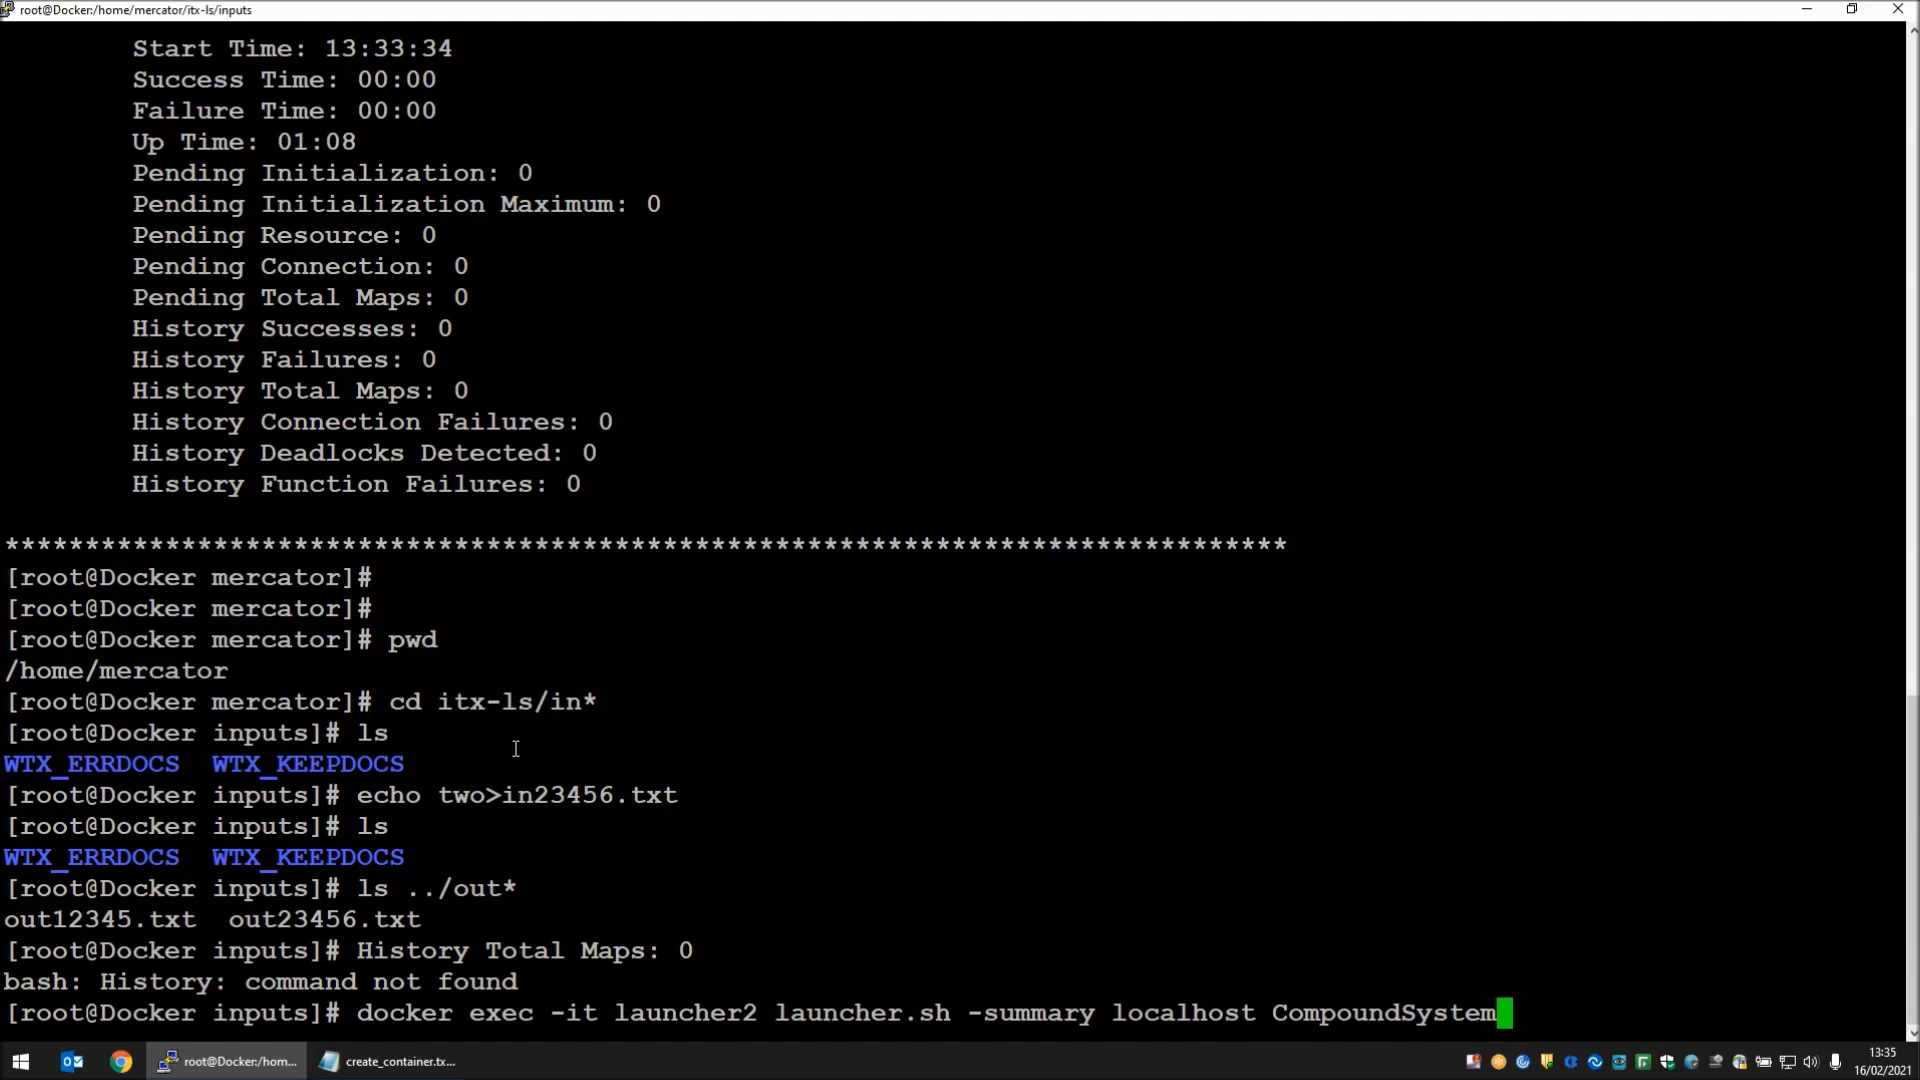 root@Docker:/home/mercator/itx-ls/inputs
Start Time: 13:33:34
Success Time: 00:00
Failure Time: 00:00
Up Time: 01:08
Pending Initialization: 0
Pending Initialization Maximum: 0
Pending Resource: 0
Pending Connection: 0
Pending Total Maps: 0
History Successes: 0
History Failures: 0
History Total Maps: 0
History Connection Failures: 0
History Deadlocks Detected: 0
History Function Failures: 0
********************************************************************************
[root@Docker mercator]#
[root@Docker mercator]#
[root@Docker mercator]# pwd
/home/mercator
[root@Docker mercator]# cd itx-ls/in*
[root@Docker inputs]# ls
WTX_ERRDOCS  WTX_KEEPDOCS
[root@Docker inputs]# echo two>in23456.txt
[root@Docker inputs]# ls
WTX_ERRDOCS  WTX_KEEPDOCS
[root@Docker inputs]# ls ../out*
out12345.txt  out23456.txt
[root@Docker inputs]# History Total Maps: 0
bash: History: command not found
[root@Docker inputs]# docker exec -it launcher2 launcher.sh -summary localhost CompoundSystem
root@Docker:/hom...
create_container.tx...
13:35
16/02/2021